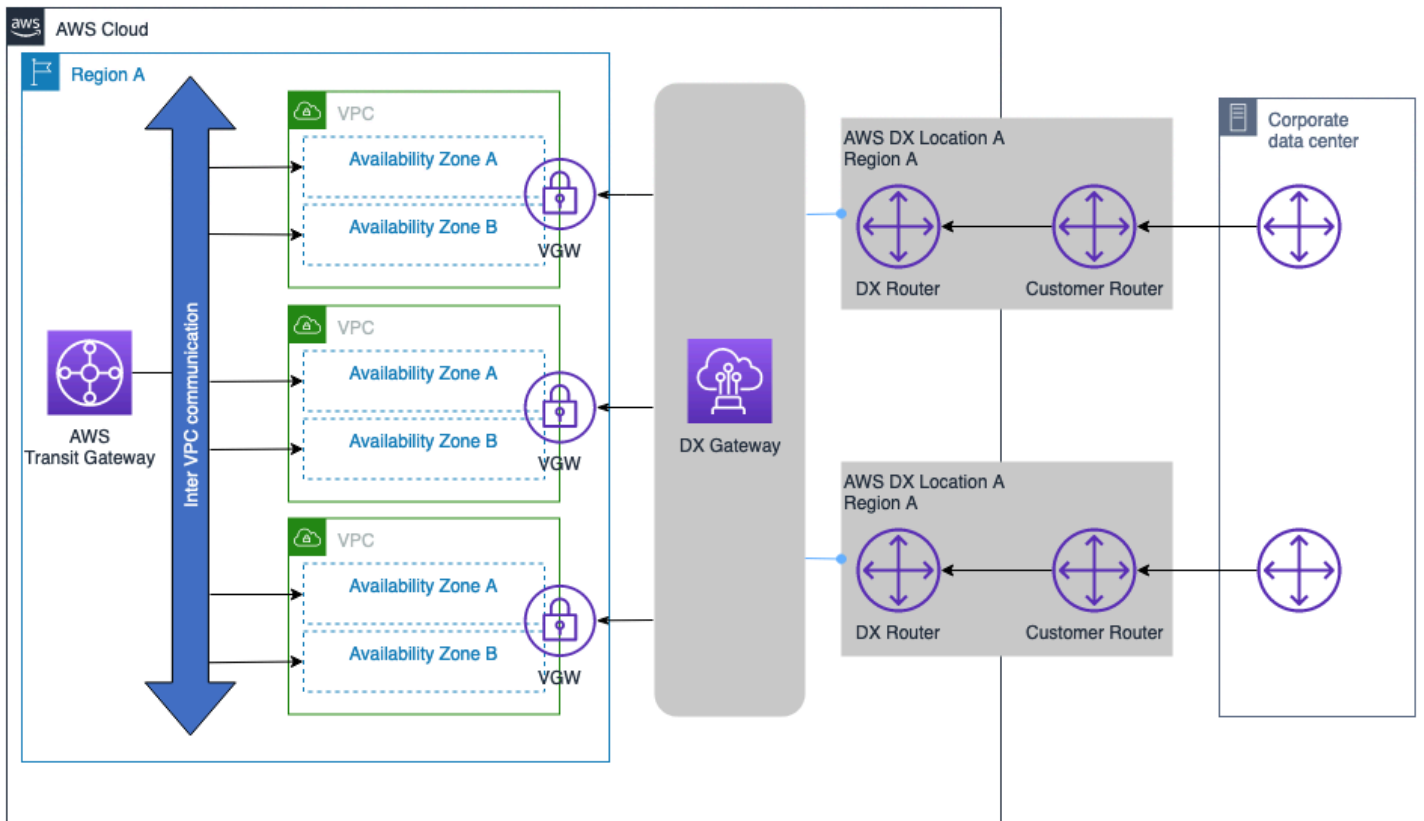 aws
AWS Cloud
Region A
VPC
Availability Zone A
Availability Zone B
VGW
VPC
Availability Zone A
Availability Zone B
VGW
VPC
Availability Zone A
Availability Zone B
VGW
Inter VPC communication
AWS
Transit Gateway
DX Gateway
AWS DX Location A
Region A
DX Router
Customer Router
AWS DX Location A
Region A
DX Router
Customer Router
Corporate
data center